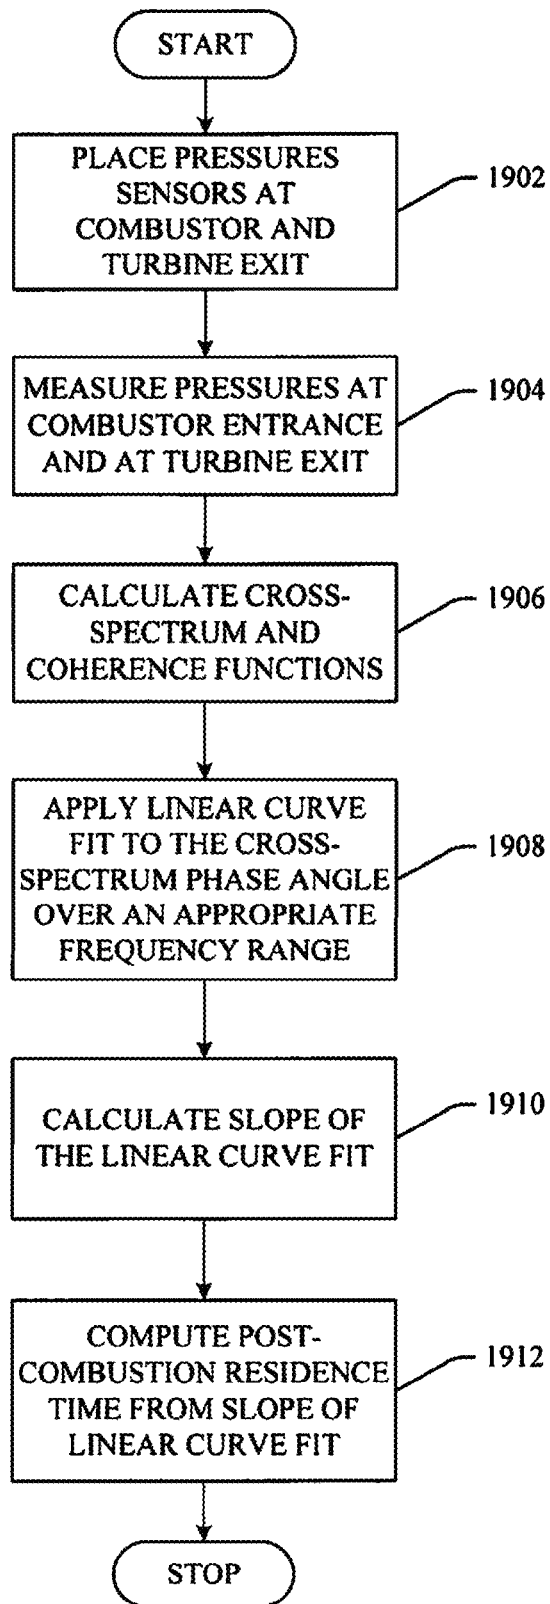 START
PLACE PRESSURES
SENSORS AT
COMBUSTOR AND
TURBINE EXIT
1902
MEASURE PRESSURES AT
COMBUSTOR ENTRANCE
AND AT TURBINE EXIT
1904
CALCULATE CROSS-
SPECTRUM AND
COHERENCE FUNCTIONS
1906
APPLY LINEAR CURVE
FIT TO THE CROSS-
SPECTRUM PHASE ANGLE
OVER AN APPROPRIATE
FREQUENCY RANGE
1908
CALCULATE SLOPE OF
THE LINEAR CURVE FIT
1910
COMPUTE POST-
COMBUSTION RESIDENCE
TIME FROM SLOPE OF
LINEAR CURVE FIT
1912
STOP